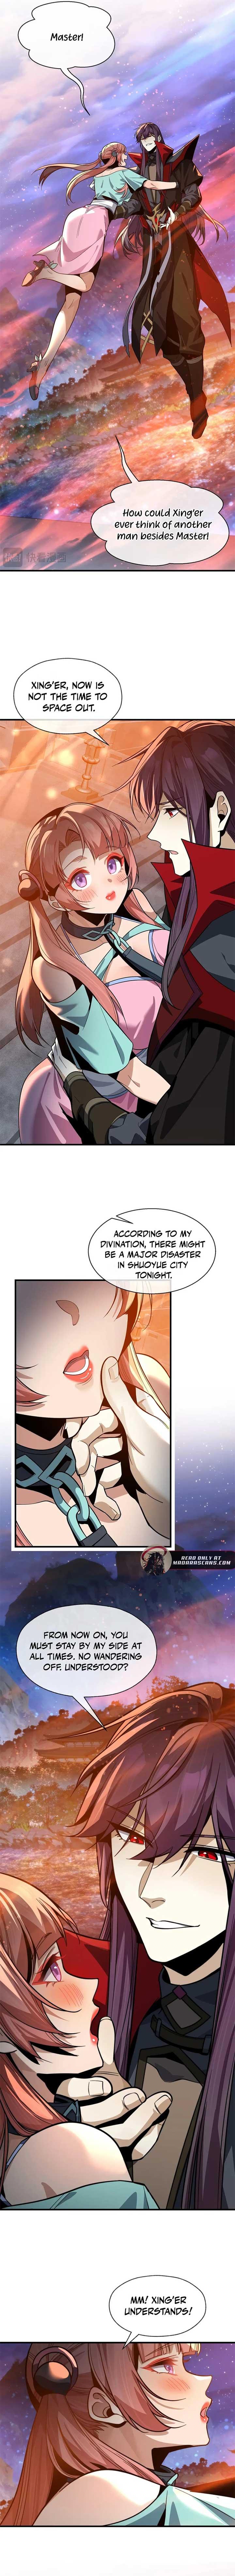 Master!
How could Xing'er
ever think of another
man besides Master!
XING'ER, NOW IS
NOT THE TIME TO
SPACE OUT.
ACCORDING TO MY
DIVINATION, THERE MIGHT
BE A MAJOR DISASTER
IN SHUOYUE CITY
TONIGHT.
READ ONLY AT
MADARASCANS.COM
FROM NOW ON, YOU
MUST STAY BY MY SIDE AT
ALL TIMES. NO WANDERING
OFF. UNDERSTOOD?
MM! XING'ER
UNDERSTANDS!